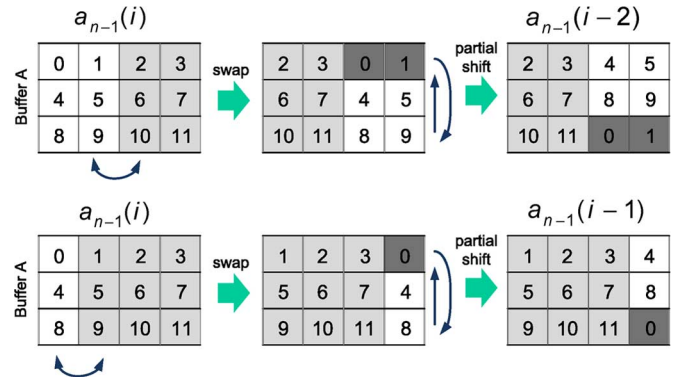 a_{n-1}(i)
a_{n-1}(i – 2)
Buffer A
0 1 2 3
4 5 6 7
8 9 10 11
swap
2 3 0 1
6 7 4 5
10 11 8 9
partial
shift
2 3 4 5
6 7 8 9
10 11 0 1
a_{n-1}(i)
a_{n-1}(i – 1)
Buffer A
0 1 2 3
4 5 6 7
8 9 10 11
swap
1 2 3 0
5 6 7 4
9 10 11 8
partial
shift
1 2 3 4
5 6 7 8
9 10 11 0